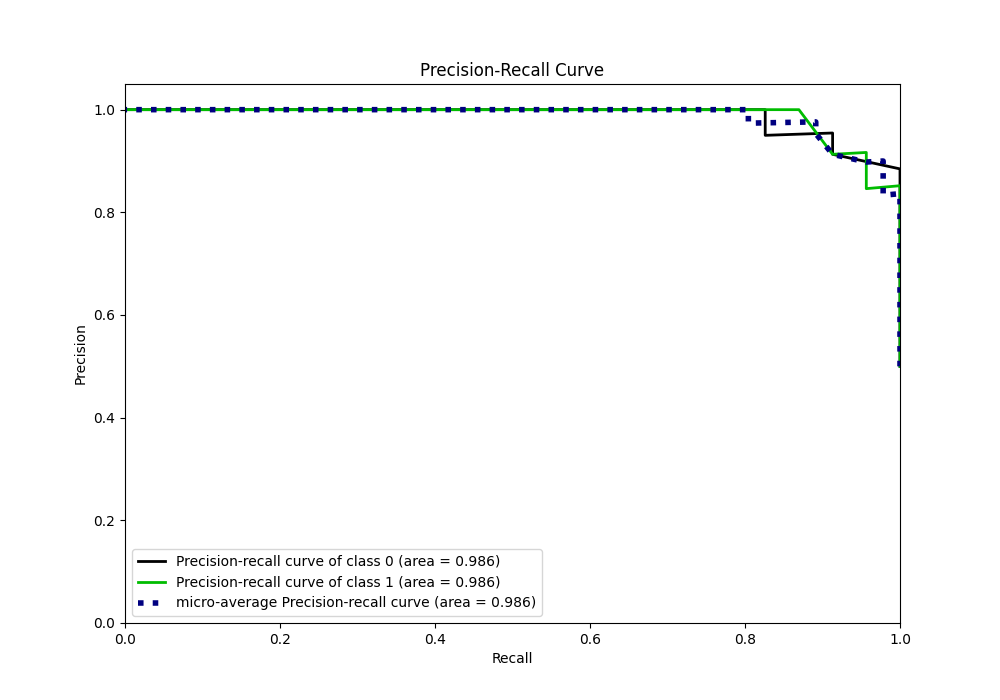 Precision-Recall Curve
1.0
0.8
0.6
0.4
0.2
0.0
Precision
Precision-recall curve of class 0 (area = 0.986)
Precision-recall curve of class 1 (area = 0.986)
micro-average Precision-recall curve (area = 0.986)
0.0 0.2 0.4 0.6 0.8 1.0
Recall